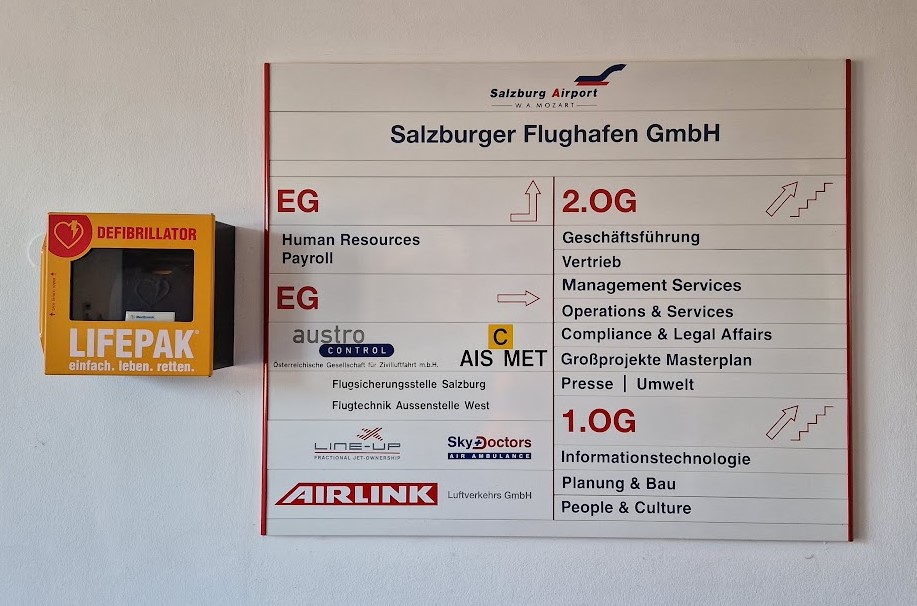 DEFIBRILLATOR
LIFEPAK®
einfach. leben. retten.
Salzburg Airport
W. A. MOZART
Salzburger Flughafen GmbH
EG
Human Resources
Payroll
EG
austro
CONTROL
Österreichische Gesellschaft für Zivilluftfahrt m.b.H.
C
AIS MET
Flugsicherungsstelle Salzburg
Flugtechnik Aussenstelle West
LINE-UP
FRACTIONAL JET-OWNERSHIP
SkyDoctors
AIR AMBULANCE
AIRLINK
Luftverkehrs GmbH
2.OG
Geschäftsführung
Vertrieb
Management Services
Operations & Services
Compliance & Legal Affairs
Großprojekte Masterplan
Presse | Umwelt
1.OG
Informationstechnologie
Planung & Bau
People & Culture